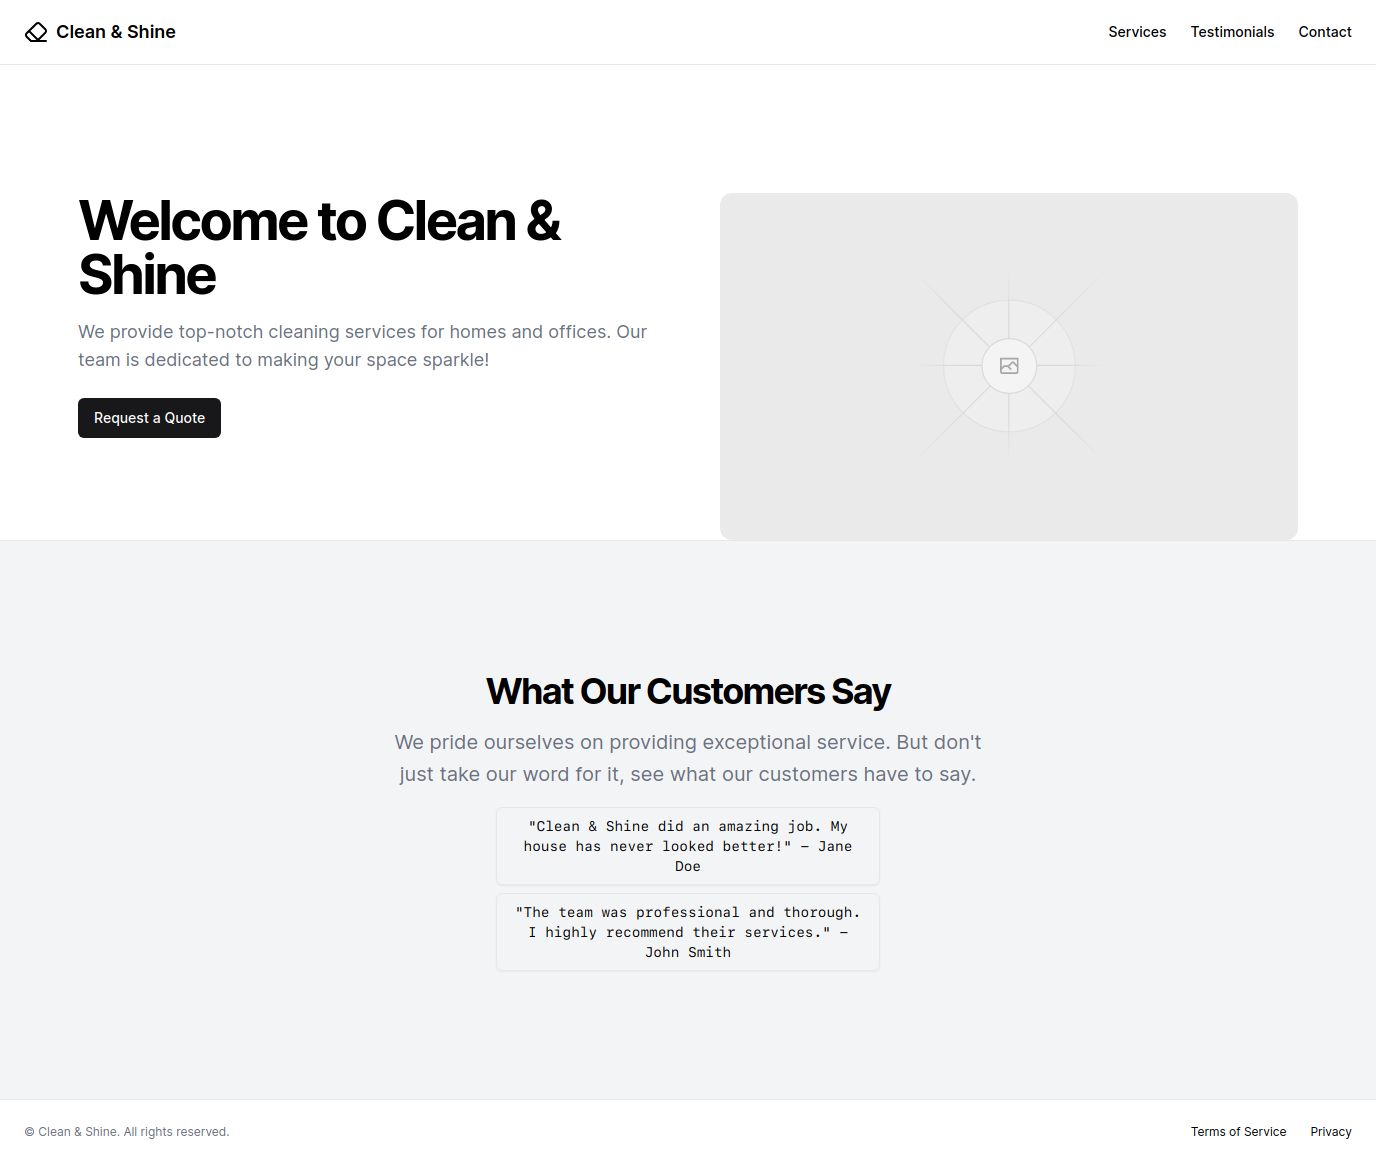 Clean & Shine
Services
Testimonials
Contact
Welcome to Clean &
Shine
We provide top-notch cleaning services for homes and offices. Our
team is dedicated to making your space sparkle!
Request a Quote
What Our Customers Say
We pride ourselves on providing exceptional service. But don't
just take our word for it, see what our customers have to say.
"Clean & Shine did an amazing job. My
house has never looked better!" – Jane
Doe
"The team was professional and thorough.
I highly recommend their services." –
John Smith
© Clean & Shine. All rights reserved.
Terms of Service
Privacy